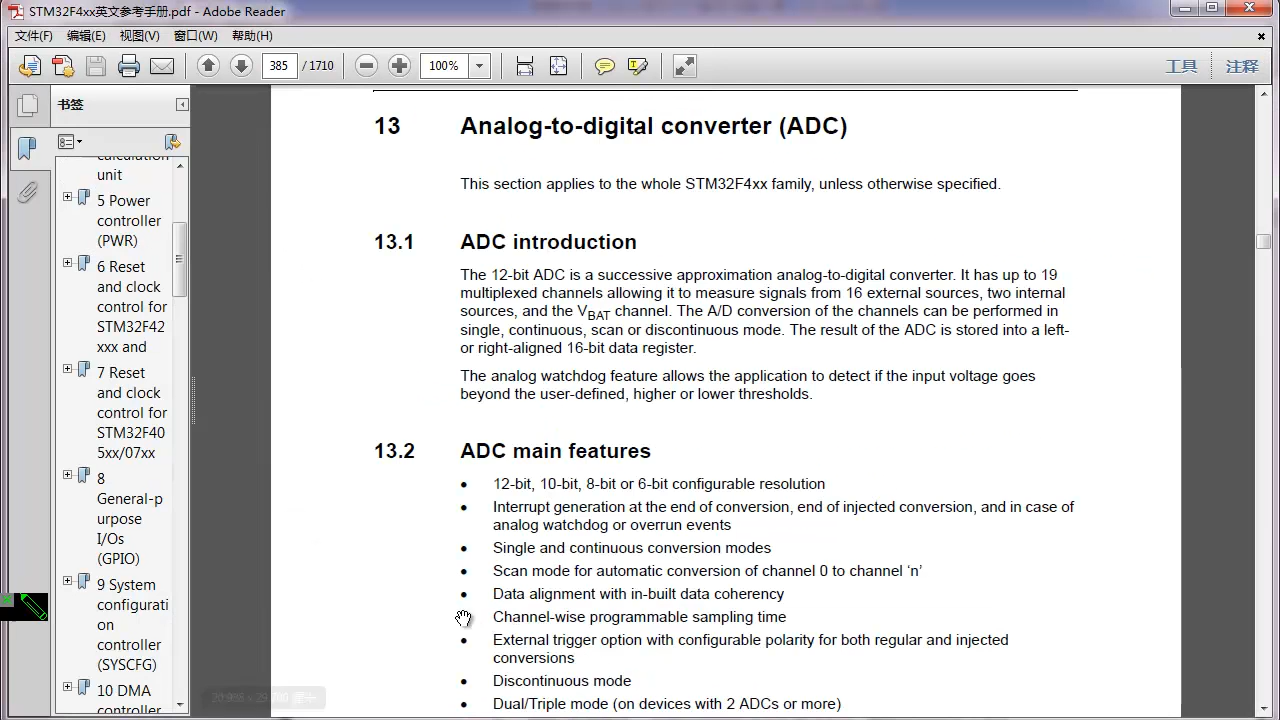 STM32F4xx英文参考手册.pdf - Adobe Reader
文件(F) 编辑(E) 视图(V) 窗口(W) 帮助(H)
385 / 1710 100% 工具 注释
书签
calculation
unit
5 Power
controller
(PWR)
6 Reset
and clock
control for
STM32F42
xxx and
7 Reset
and clock
control for
STM32F40
5xx/07xx
8
General-p
urpose
I/Os
(GPIO)
9 System
configurati
on
controller
(SYSCFG)
10 DMA
controller
13 Analog-to-digital converter (ADC)
This section applies to the whole STM32F4xx family, unless otherwise specified.
13.1 ADC introduction
The 12-bit ADC is a successive approximation analog-to-digital converter. It has up to 19
multiplexed channels allowing it to measure signals from 16 external sources, two internal
sources, and the VBAT channel. The A/D conversion of the channels can be performed in
single, continuous, scan or discontinuous mode. The result of the ADC is stored into a left-
or right-aligned 16-bit data register.
The analog watchdog feature allows the application to detect if the input voltage goes
beyond the user-defined, higher or lower thresholds.
13.2 ADC main features
• 12-bit, 10-bit, 8-bit or 6-bit configurable resolution
• Interrupt generation at the end of conversion, end of injected conversion, and in case of
analog watchdog or overrun events
• Single and continuous conversion modes
• Scan mode for automatic conversion of channel 0 to channel ‘n’
• Data alignment with in-built data coherency
• Channel-wise programmable sampling time
• External trigger option with configurable polarity for both regular and injected
conversions
• Discontinuous mode
• Dual/Triple mode (on devices with 2 ADCs or more)